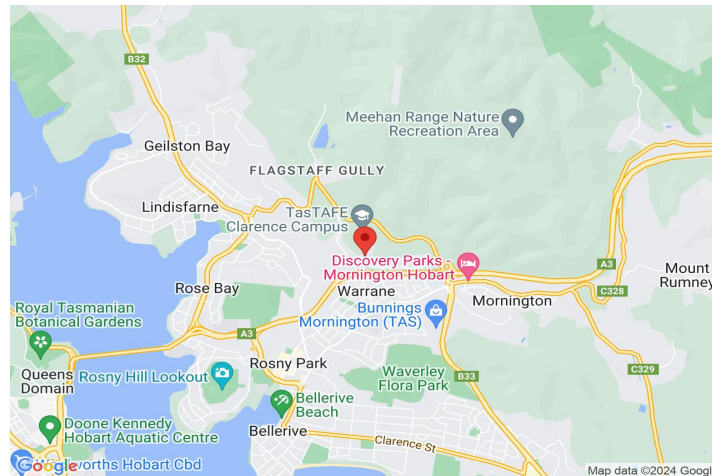 B32
Meehan Range Nature
Recreation Area
Geilston Bay
FLAGSTAFF GULLY
Lindisfarne
TasTAFE
Clarence Campus
Discovery Parks -
Mornington Hobart
A3
Mount
Rumney
Rose Bay
Warrane
Mornington
C328
Royal Tasmanian
Botanical Gardens
Bunnings
Mornington (TAS)
A3
Queens
Domain
Rosny Park
Rosny Hill Lookout
Waverley
Flora Park
B33
C329
Bellerive
Beach
Doone Kennedy
Hobart Aquatic Centre
Bellerive
Clarence St
Hobart Cbd
Google
Map data ©2024 Google